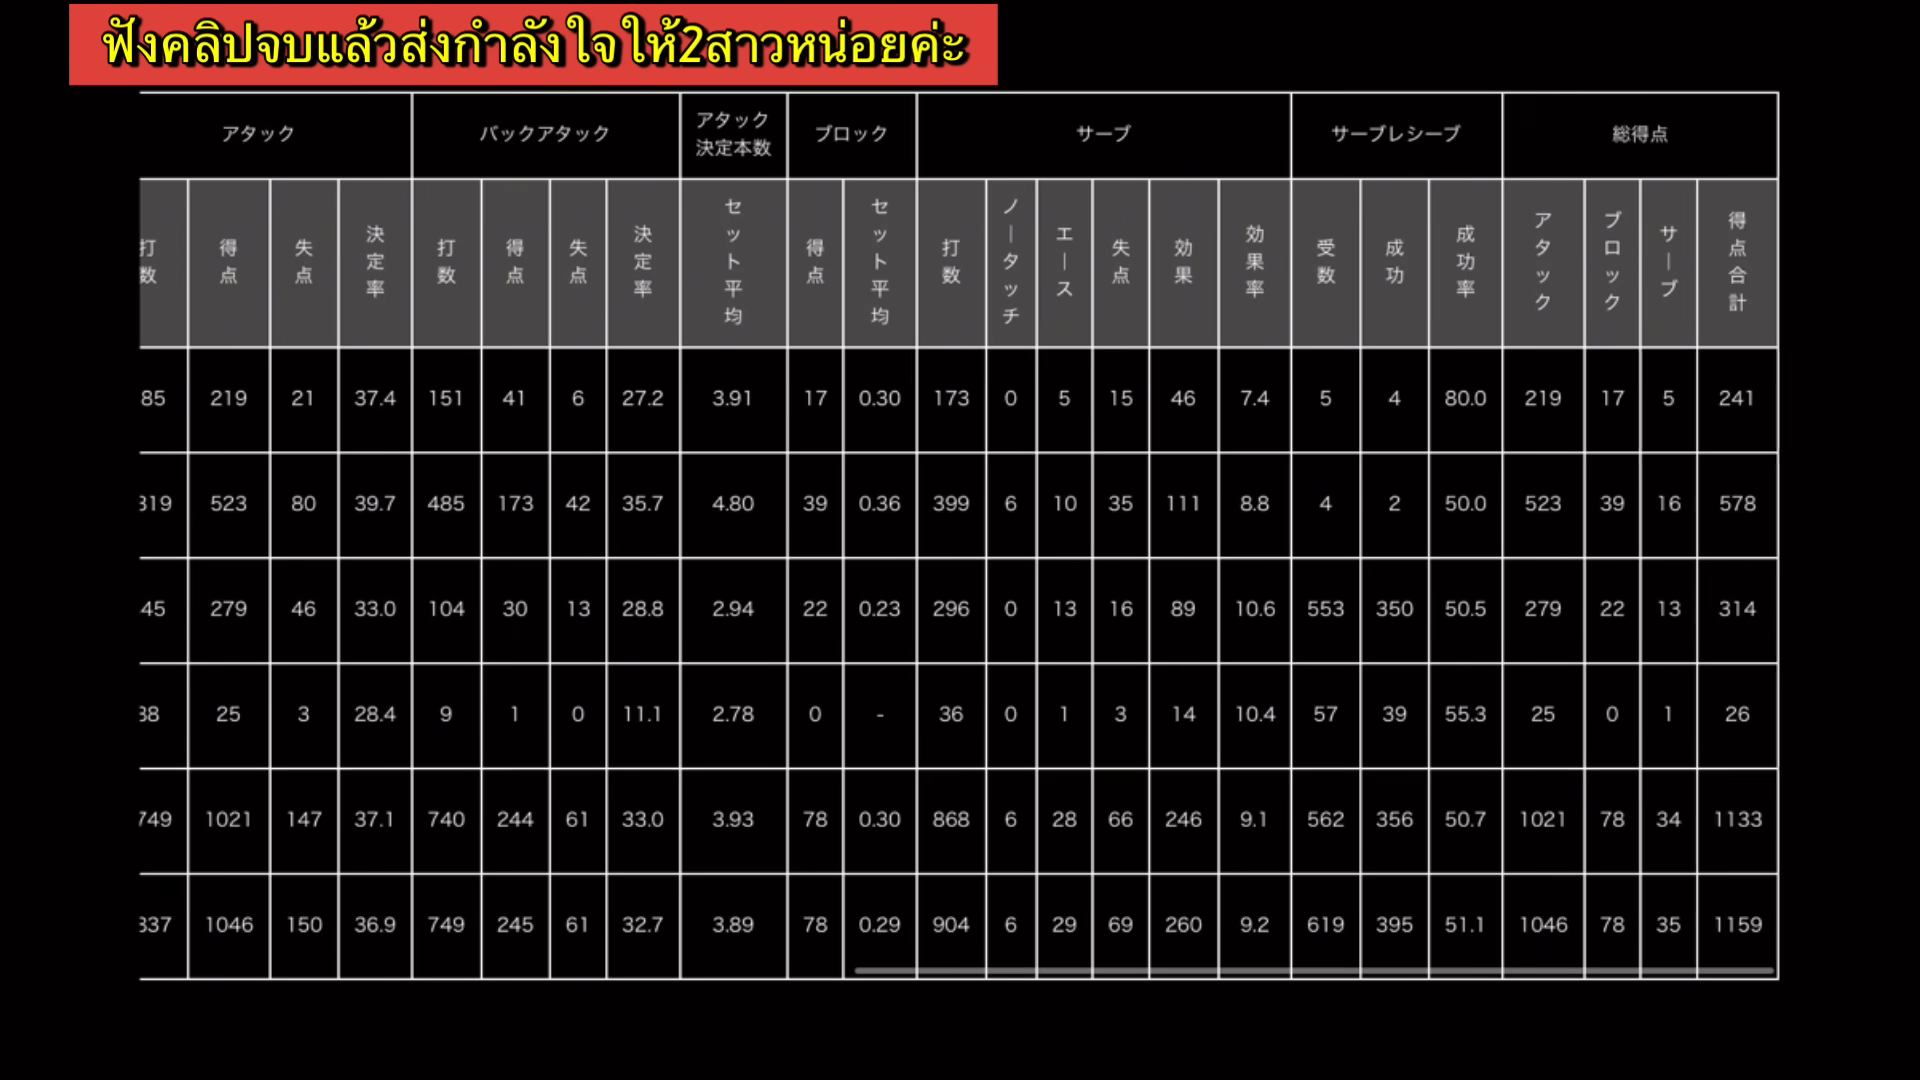 ฟังคลิปจบแล้วส่งกำลังใจให้2สาวหน่อยค่ะ
アタック バックアタック アタック決定本数 ブロック サーブ サーブレシーブ 総得点
打数 得点 失点 決定率 打数 得点 失点 決定率 セット平均 得点 セット平均 打数 ノータッチ エース 失点 効果 効果率 受数 成功 成功率 アタック ブロック サーブ 得点合計
85 219 21 37.4 151 41 6 27.2 3.91 17 0.30 173 0 5 15 46 7.4 5 4 80.0 219 17 5 241
319 523 80 39.7 485 173 42 35.7 4.80 39 0.36 399 6 10 35 111 8.8 4 2 50.0 523 39 16 578
45 279 46 33.0 104 30 13 28.8 2.94 22 0.23 296 0 13 16 89 10.6 553 350 50.5 279 22 13 314
88 25 3 28.4 9 1 0 11.1 2.78 0 - 36 0 1 3 14 10.4 57 39 55.3 25 0 1 26
749 1021 147 37.1 740 244 61 33.0 3.93 78 0.30 868 6 28 66 246 9.1 562 356 50.7 1021 78 34 1133
837 1046 150 36.9 749 245 61 32.7 3.89 78 0.29 904 6 29 69 260 9.2 619 395 51.1 1046 78 35 1159